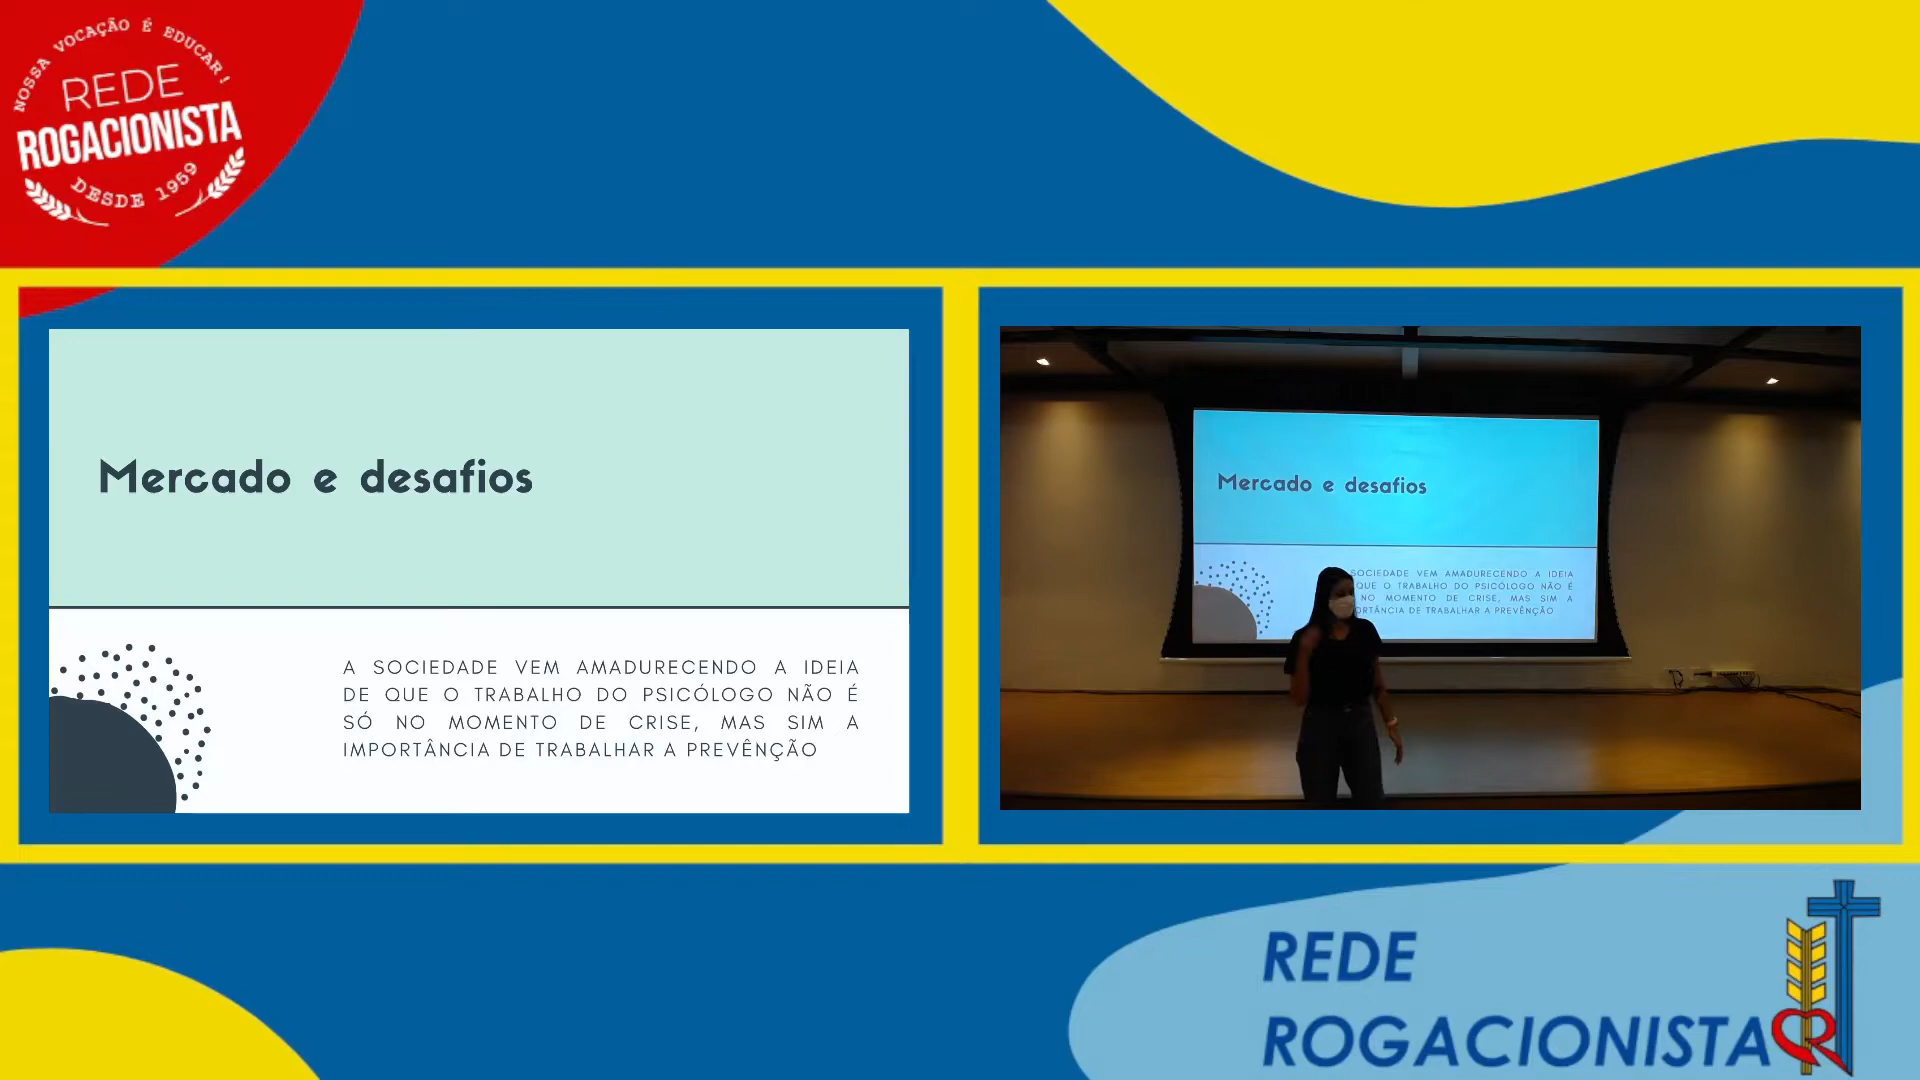 NOSSA VOCAÇÃO É EDUCAR!
REDE
ROGACIONISTA
DESDE 1959
Mercado e desafios
A SOCIEDADE VEM AMADURECENDO A IDEIA
DE QUE O TRABALHO DO PSICÓLOGO NÃO É
SÓ NO MOMENTO DE CRISE, MAS SIM A
IMPORTÂNCIA DE TRABALHAR A PREVÊNÇÃO
Mercado e desafios
SOCIEDADE VEM AMADURECENDO A IDEIA
QUE O TRABALHO DO PSICÓLOGO NÃO É
NO MOMENTO DE CRISE, MAS SIM A
ORTÂNCIA DE TRABALHAR A PREVÊNÇÃO
REDE
ROGACIONISTA